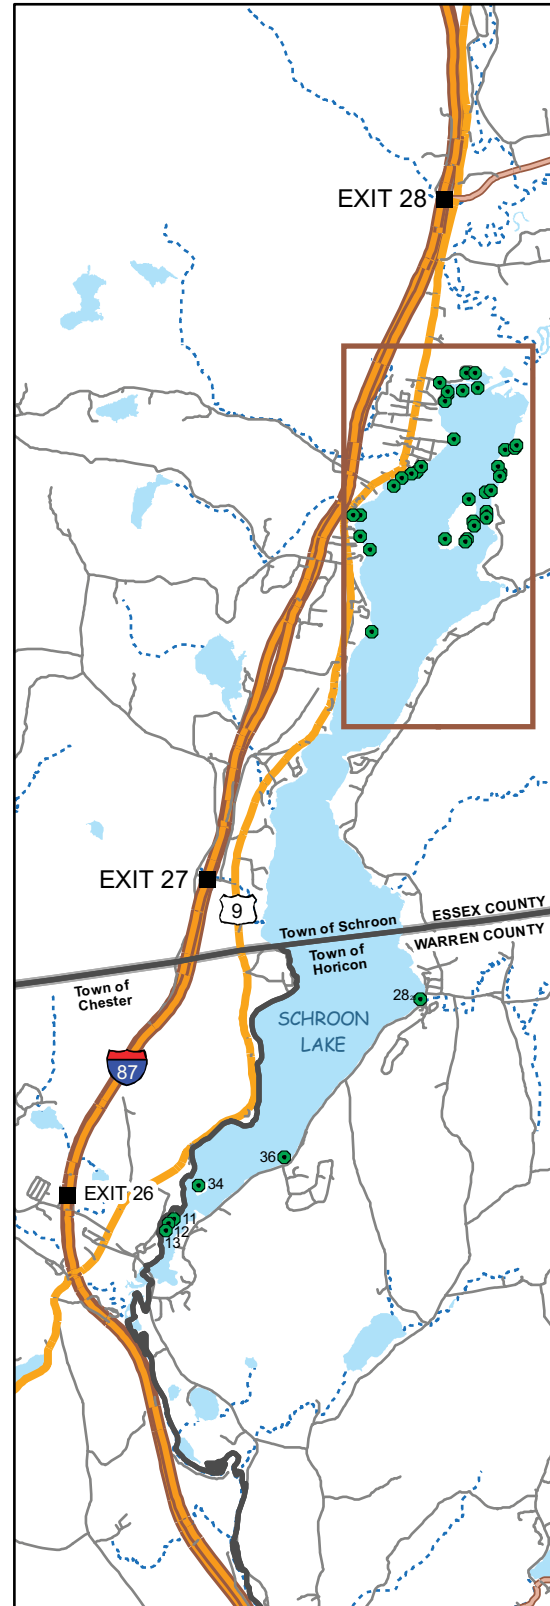 EXIT 28
EXIT 27
9
ESSEX COUNTY
Town of Schroon
WARREN COUNTY
Town of
Horicon
Town of
Chester
28
SCHROON
LAKE
87
36
34
EXIT 26
11
12
13